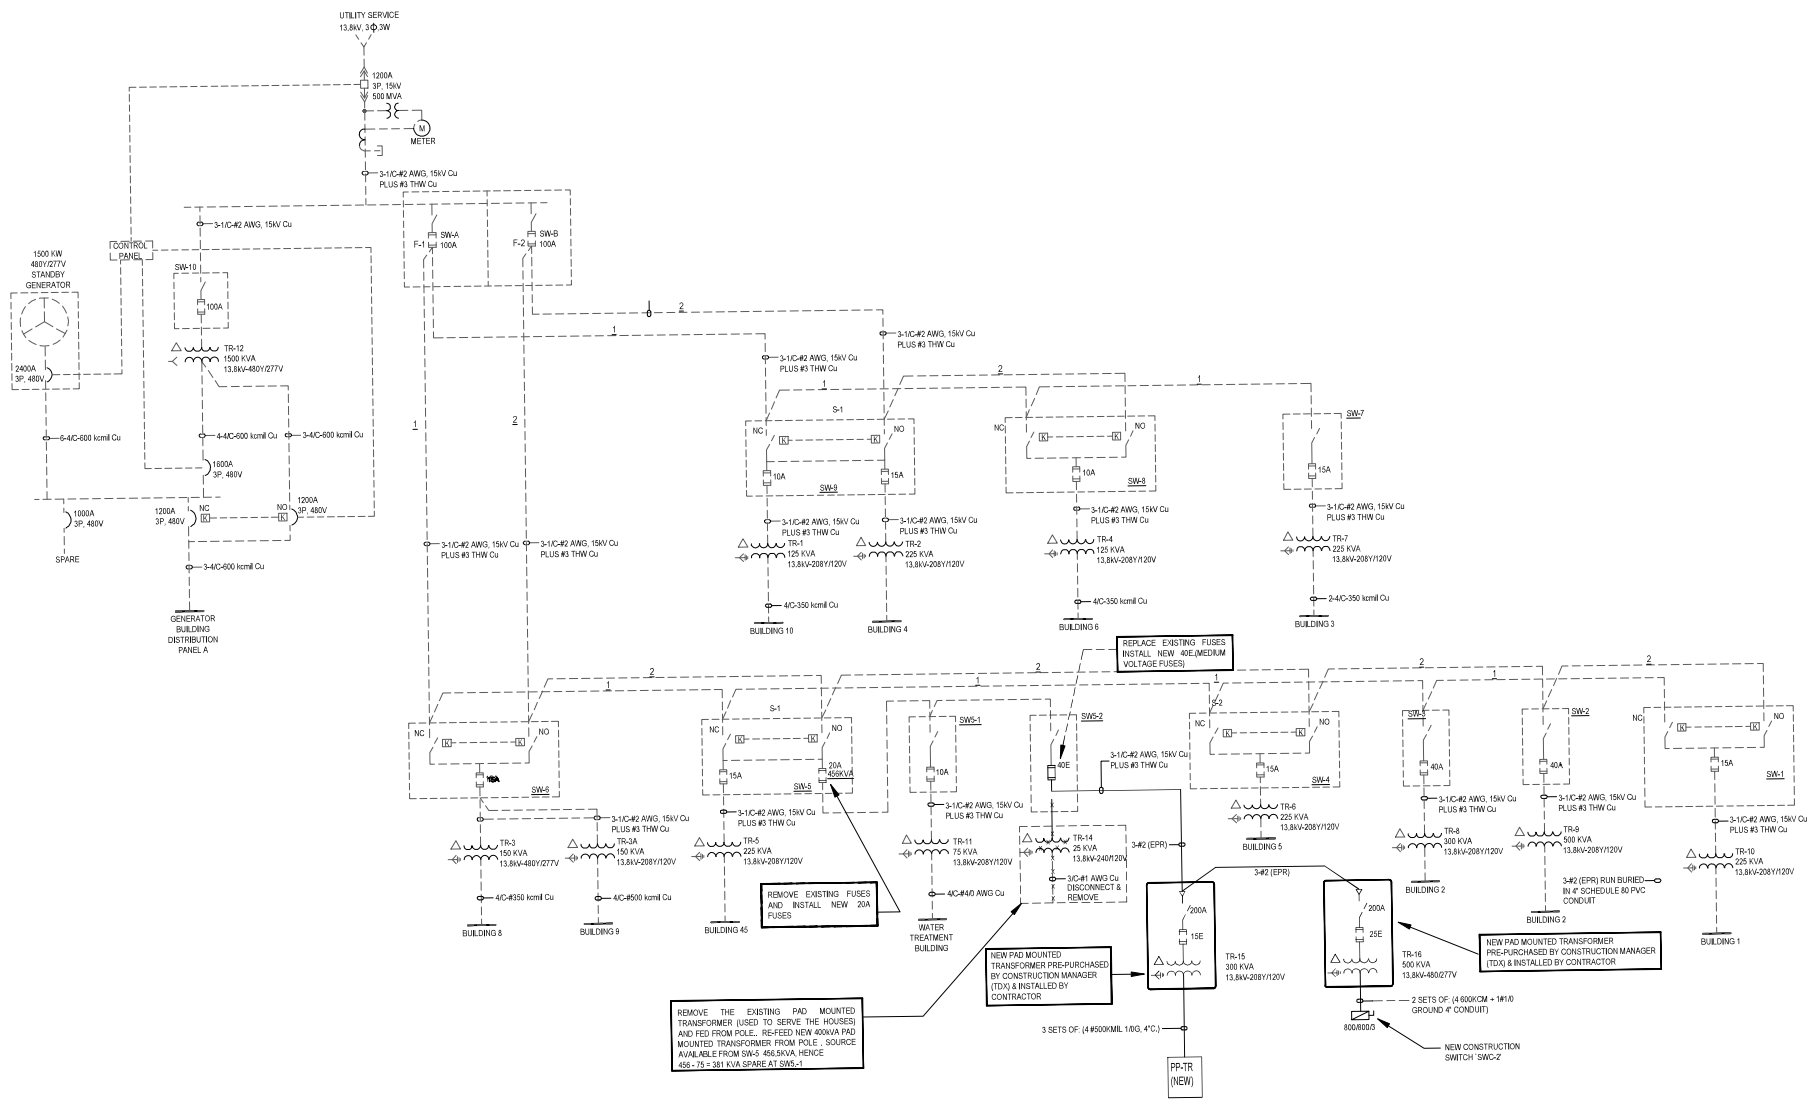 UTILITY SERVICE
13,8kV, 3Φ,3W
1200A
3P, 15kV
500 MVA
M
METER
3-1/C-#2 AWG, 15kV Cu
PLUS #3 THW Cu
3-1/C-#2 AWG, 15kV Cu
CONTROL
PANEL
1500 KW
480Y/277V
STANDBY
GENERATOR
2400A
3P, 480V
SW-10
100A
TR-12
1500 KVA
13,8kV-480Y/277V
6-4/C-600 kcmil Cu
4-4/C-600 kcmil Cu
3-4/C-600 kcmil Cu
1600A
3P, 480V
1000A
3P, 480V
SPARE
1200A
3P, 480V
NC
K
NO
K
1200A
3P, 480V
3-4/C-600 kcmil Cu
GENERATOR
BUILDING
DISTRIBUTION
PANEL A
F-1
SW-A
100A
F-2
SW-B
100A
1
2
1
2
3-1/C-#2 AWG, 15kV Cu
PLUS #3 THW Cu
3-1/C-#2 AWG, 15kV Cu
PLUS #3 THW Cu
3-1/C-#2 AWG, 15kV Cu
PLUS #3 THW Cu
3-1/C-#2 AWG, 15kV Cu
PLUS #3 THW Cu
1
2
1
S-1
NC
K
K
NO
10A
15A
SW-9
3-1/C-#2 AWG, 15kV Cu
PLUS #3 THW Cu
3-1/C-#2 AWG, 15kV Cu
PLUS #3 THW Cu
TR-1
125 KVA
13,8kV-208Y/120V
TR-2
225 KVA
13,8kV-208Y/120V
4/C-350 kcmil Cu
BUILDING 10
BUILDING 4
NC
K
K
NO
10A
SW-8
3-1/C-#2 AWG, 15kV Cu
PLUS #3 THW Cu
TR-4
125 KVA
13,8kV-208Y/120V
4/C-350 kcmil Cu
BUILDING 6
SW-7
15A
3-1/C-#2 AWG, 15kV Cu
PLUS #3 THW Cu
TR-7
225 KVA
13,8kV-208Y/120V
2-4/C-350 kcmil Cu
BUILDING 3
REPLACE EXISTING FUSES
INSTALL NEW 40E.(MEDIUM
VOLTAGE FUSES)
2
1
2
1
1
2
1
2
NC
K
K
NO
SW-6
3-1/C-#2 AWG, 15kV Cu
PLUS #3 THW Cu
TR-3
150 KVA
13,8kV-480Y/277V
TR-3A
150 KVA
13,8kV-208Y/120V
4/C-#350 kcmil Cu
4/C-#500 kcmil Cu
BUILDING 8
BUILDING 9
S-1
NC
K
K
NO
15A
20A
456KVA
SW-5
3-1/C-#2 AWG, 15kV Cu
PLUS #3 THW Cu
TR-5
225 KVA
13,8kV-208Y/120V
BUILDING 45
REMOVE EXISTING FUSES
AND INSTALL NEW 20A
FUSES
SW5-1
10A
3-1/C-#2 AWG, 15kV Cu
PLUS #3 THW Cu
TR-11
75 KVA
13,8kV-208Y/120V
4/C-#4/0 AWG Cu
WATER
TREATMENT
BUILDING
SW5-2
40E
3-1/C-#2 AWG, 15kV Cu
PLUS #3 THW Cu
TR-14
25 KVA
13,8kV-240/120V
3/C-#1 AWG Cu
DISCONNECT &
REMOVE
3-#2 (EPR)
3-#2 (EPR)
S-2
NC
K
K
NO
15A
SW-4
TR-6
225 KVA
13,8kV-208Y/120V
BUILDING 5
SW-3
40A
3-1/C-#2 AWG, 15kV Cu
PLUS #3 THW Cu
TR-8
300 KVA
13,8kV-208Y/120V
BUILDING 2
SW-2
40A
3-1/C-#2 AWG, 15kV Cu
PLUS #3 THW Cu
TR-9
500 KVA
13,8kV-208Y/120V
3-#2 (EPR) RUN BURIED
IN 4" SCHEDULE 80 PVC
CONDUIT
BUILDING 2
NC
K
K
NO
15A
SW-1
3-1/C-#2 AWG, 15kV Cu
PLUS #3 THW Cu
TR-10
225 KVA
13,8kV-208Y/120V
BUILDING 1
200A
15E
TR-15
300 KVA
13,8kV-208Y/120V
NEW PAD MOUNTED
TRANSFORMER PRE-PURCHASED
BY CONSTRUCTION MANAGER
(TDX) & INSTALLED BY
CONTRACTOR
3 SETS OF: (4 #500KMIL 1/0G, 4"C,)
PP-TR
(NEW)
200A
25E
TR-16
500 KVA
13,8kV-480/277V
NEW PAD MOUNTED TRANSFORMER
PRE-PURCHASED BY CONSTRUCTION MANAGER
(TDX) & INSTALLED BY CONTRACTOR
2 SETS OF: (4 600KCM + 1#1/0
GROUND 4" CONDUIT)
800/800/3
NEW CONSTRUCTION
SWITCH `SWC-2'
REMOVE THE EXISTING PAD MOUNTED
TRANSFORMER (USED TO SERVE THE HOUSES)
AND FED FROM POLE.. RE-FEED NEW 400kVA PAD
MOUNTED TRANSFORMER FROM POLE , SOURCE
AVAILABLE FROM SW-5 456,5KVA, HENCE
456 - 75 = 381 KVA SPARE AT SW5,-1